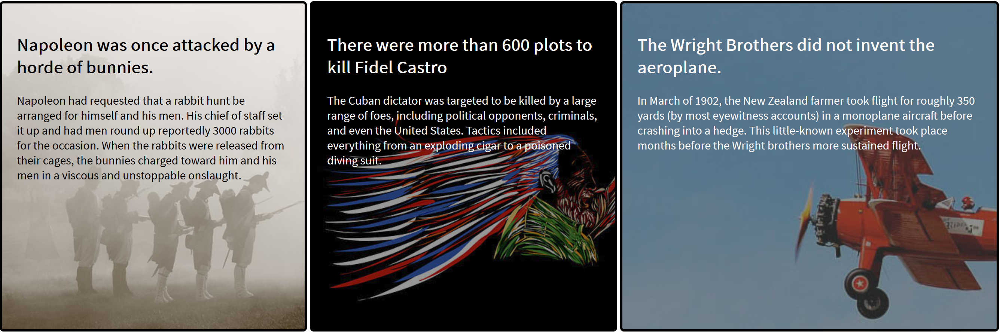 Napoleon was once attacked by a
horde of bunnies.
Napoleon had requested that a rabbit hunt be
arranged for himself and his men. His chief of staff set
it up and had men round up reportedly 3000 rabbits
for the occasion. When the rabbits were released from
their cages, the bunnies charged toward him and his
men in a viscous and unstoppable onslaught.
There were more than 600 plots to
kill Fidel Castro
The Cuban dictator was targeted to be killed by a large
range of foes, including political opponents, criminals,
and even the United States. Tactics included
everything from an exploding cigar to a poisoned
diving suit.
The Wright Brothers did not invent the
aeroplane.
In March of 1902, the New Zealand farmer took flight for roughly 350
yards (by most eyewitness accounts) in a monoplane aircraft before
crashing into a hedge. This little-known experiment took place
months before the Wright brothers more sustained flight.